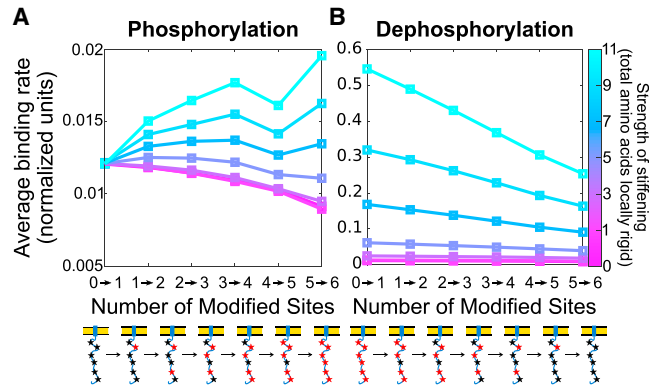 A Phosphorylation
B Dephosphorylation
Average binding rate
(normalized units)
0.02
0.015
0.01
0.005
0➞1 1➞2 2➞3 3➞4 4➞5 5➞6
Number of Modified Sites
0.6
0.5
0.4
0.3
0.2
0.1
0
0➞1 1➞2 2➞3 3➞4 4➞5 5➞6
Number of Modified Sites
11
9
7
5
3
1
0
Strength of stiffening
(total amino acids locally rigid)